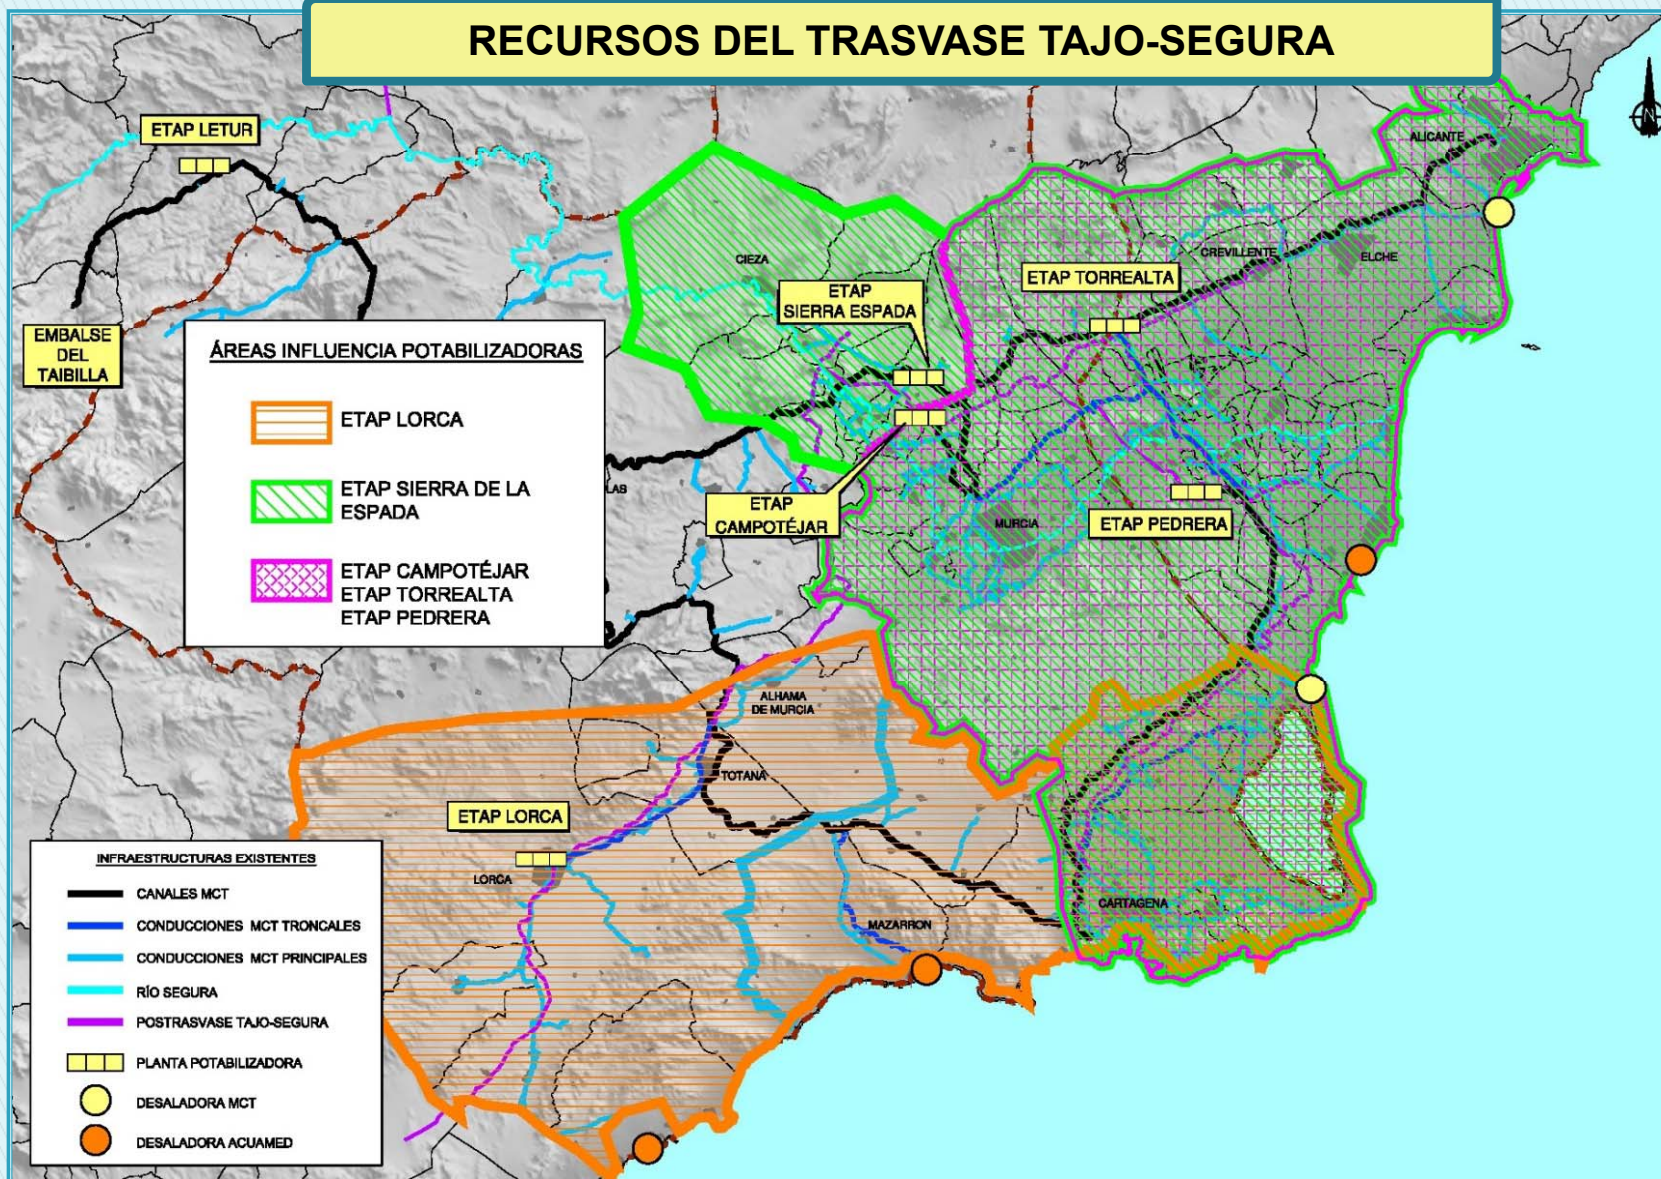 RECURSOS DEL TRASVASE TAJO-SEGURA
ETAP LETUR
ALICANTE
N
CIEZA
CREVILLENTE
ELCHE
ETAP TORREALTA
ETAP
SIERRA ESPADA
EMBALSE
DEL
TAIBILLA
ÁREAS INFLUENCIA POTABILIZADORAS
ETAP LORCA
ETAP SIERRA DE LA
ESPADA
ETAP CAMPOTÉJAR
ETAP TORREALTA
ETAP PEDRERA
LAS
ETAP
CAMPOTÉJAR
MURCIA
ETAP PEDRERA
ALHAMA
DE MURCIA
TOTANA
ETAP LORCA
LORCA
MAZARRON
CARTAGENA
INFRAESTRUCTURAS EXISTENTES
CANALES MCT
CONDUCCIONES MCT TRONCALES
CONDUCCIONES MCT PRINCIPALES
RÍO SEGURA
POSTRASVASE TAJO-SEGURA
PLANTA POTABILIZADORA
DESALADORA MCT
DESALADORA ACUAMED